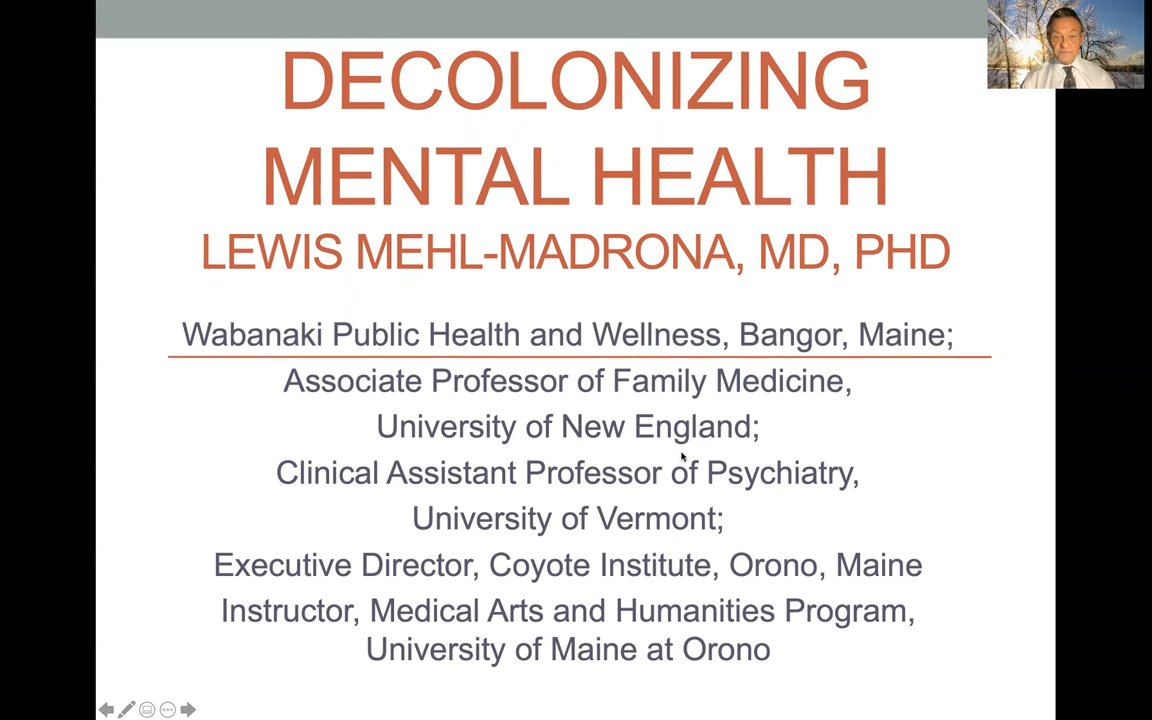 DECOLONIZING
MENTAL HEALTH
LEWIS MEHL-MADRONA, MD, PHD
Wabanaki Public Health and Wellness, Bangor, Maine;
Associate Professor of Family Medicine,
University of New England;
Clinical Assistant Professor of Psychiatry,
University of Vermont;
Executive Director, Coyote Institute, Orono, Maine
Instructor, Medical Arts and Humanities Program,
University of Maine at Orono